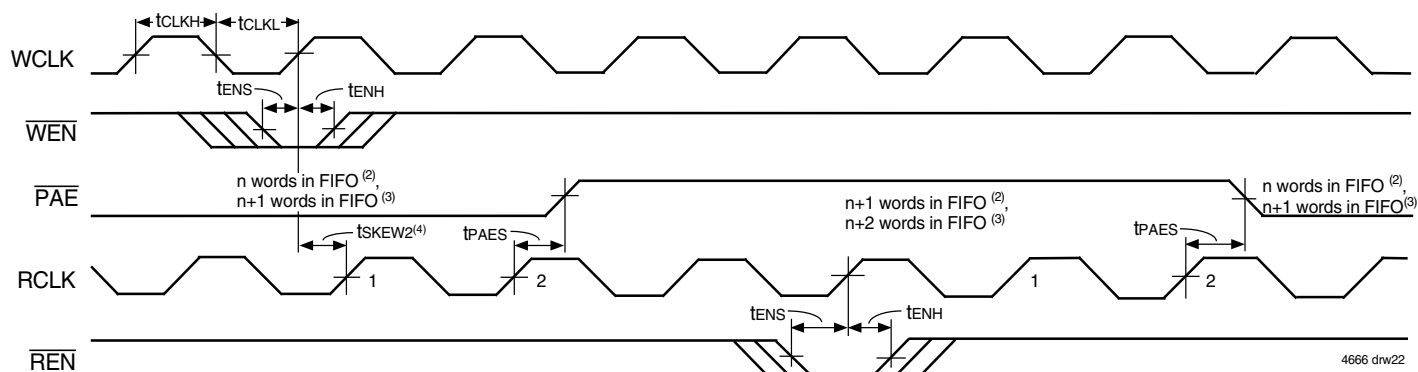 tCLKH
tCLKL
WCLK
tENS
tENH
WEN
n words in FIFO (2),
n+1 words in FIFO (3)
PAE
n+1 words in FIFO (2),
n+2 words in FIFO (3)
n words in FIFO (2),
n+1 words in FIFO(3)
tSKEW2(4)
tPAES
tPAES
RCLK
1
2
1
2
tENS
tENH
REN
4666 drw22